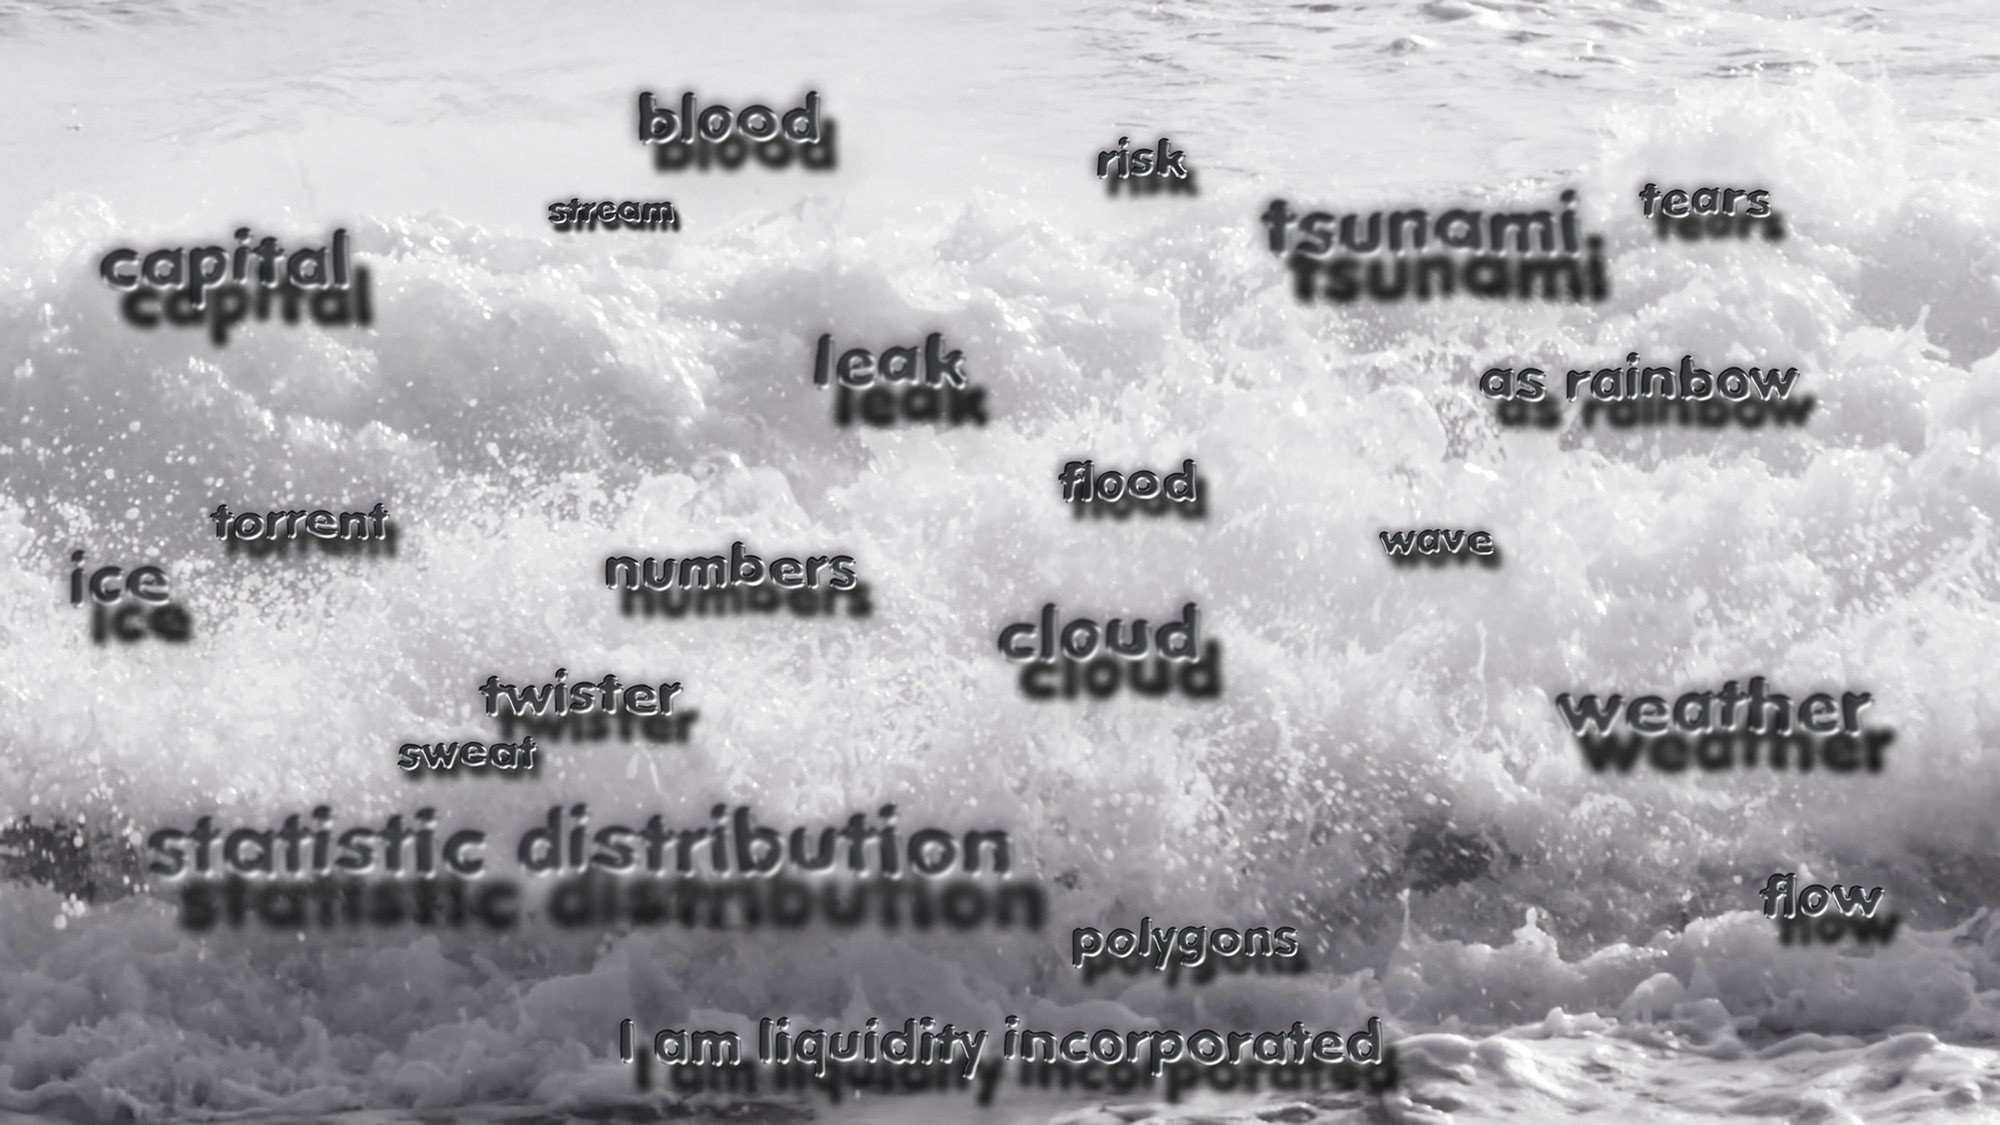 blood
risk
stream
tears
tsunami
capital
leak
as rainbow
flood
torrent
wave
numbers
ice
cloud
twister
weather
sweat
statistic distribution
flow
polygons
I am liquidity incorporated